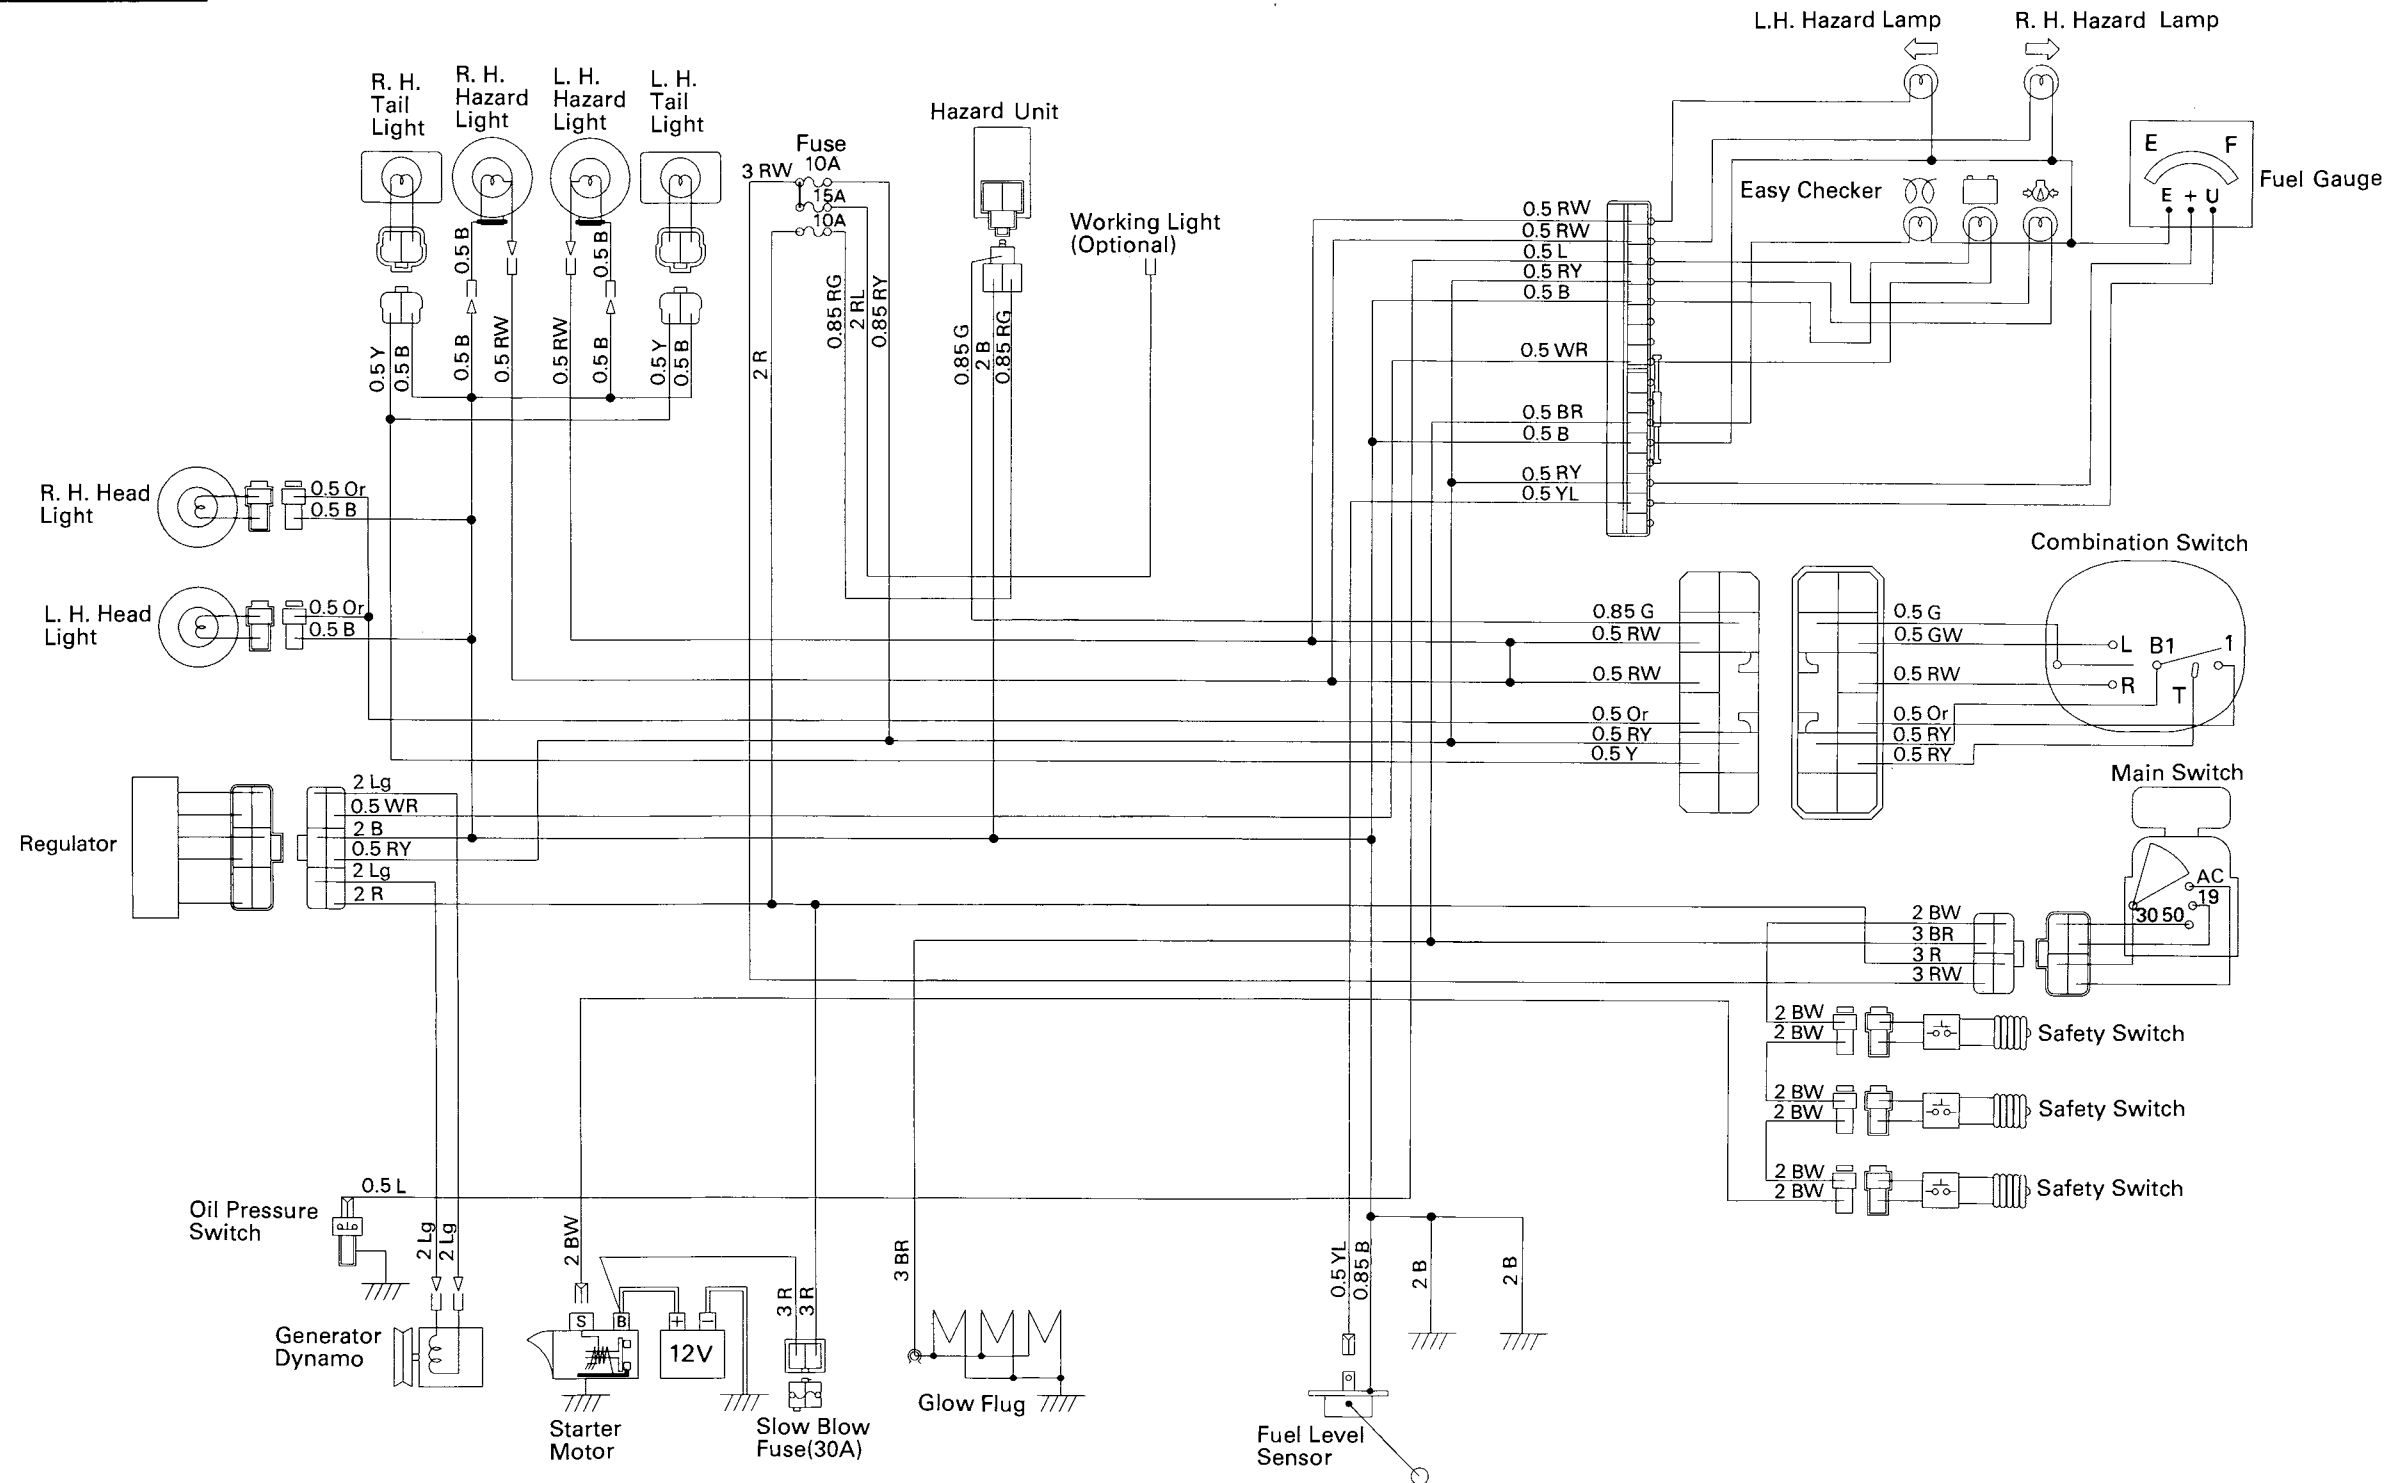 L.H. Hazard Lamp
R. H. Hazard Lamp
R. H.
Tail
Light
R. H.
Hazard
Light
L. H.
Hazard
Light
L. H.
Tail
Light
Fuse
10A
15A
10A
3 RW
Hazard Unit
Working Light
(Optional)
Easy Checker
E F
E + U
Fuel Gauge
0.5 B
0.5 B
0.5 Y
0.5 B
0.5 B
0.5 RW
0.5 RW
0.5 B
0.5 Y
0.5 B
2 R
0.85 RG
2 RL
0.85 RY
0.85 G
2 B
0.85 RG
0.5 RW
0.5 RW
0.5 L
0.5 RY
0.5 B
0.5 WR
0.5 BR
0.5 B
0.5 RY
0.5 YL
R. H. Head
Light
0.5 Or
0.5 B
L. H. Head
Light
0.5 Or
0.5 B
Combination Switch
0.85 G
0.5 RW
0.5 RW
0.5 Or
0.5 RY
0.5 Y
0.5 G
0.5 GW
0.5 RW
0.5 Or
0.5 RY
0.5 RY
L B1 1
R T
Regulator
2 Lg
0.5 WR
2 B
0.5 RY
2 Lg
2 R
Main Switch
AC
19
30 50
2 BW
3 BR
3 R
3 RW
2 BW
2 BW
Safety Switch
2 BW
2 BW
Safety Switch
2 BW
2 BW
Safety Switch
Oil Pressure
Switch
0.5 L
2 Lg
2 Lg
Generator
Dynamo
2 BW
S B
+ −
12V
Starter
Motor
3 R
3 R
Slow Blow
Fuse(30A)
3 BR
Glow Flug
0.5 YL
0.85 B
2 B
2 B
Fuel Level
Sensor